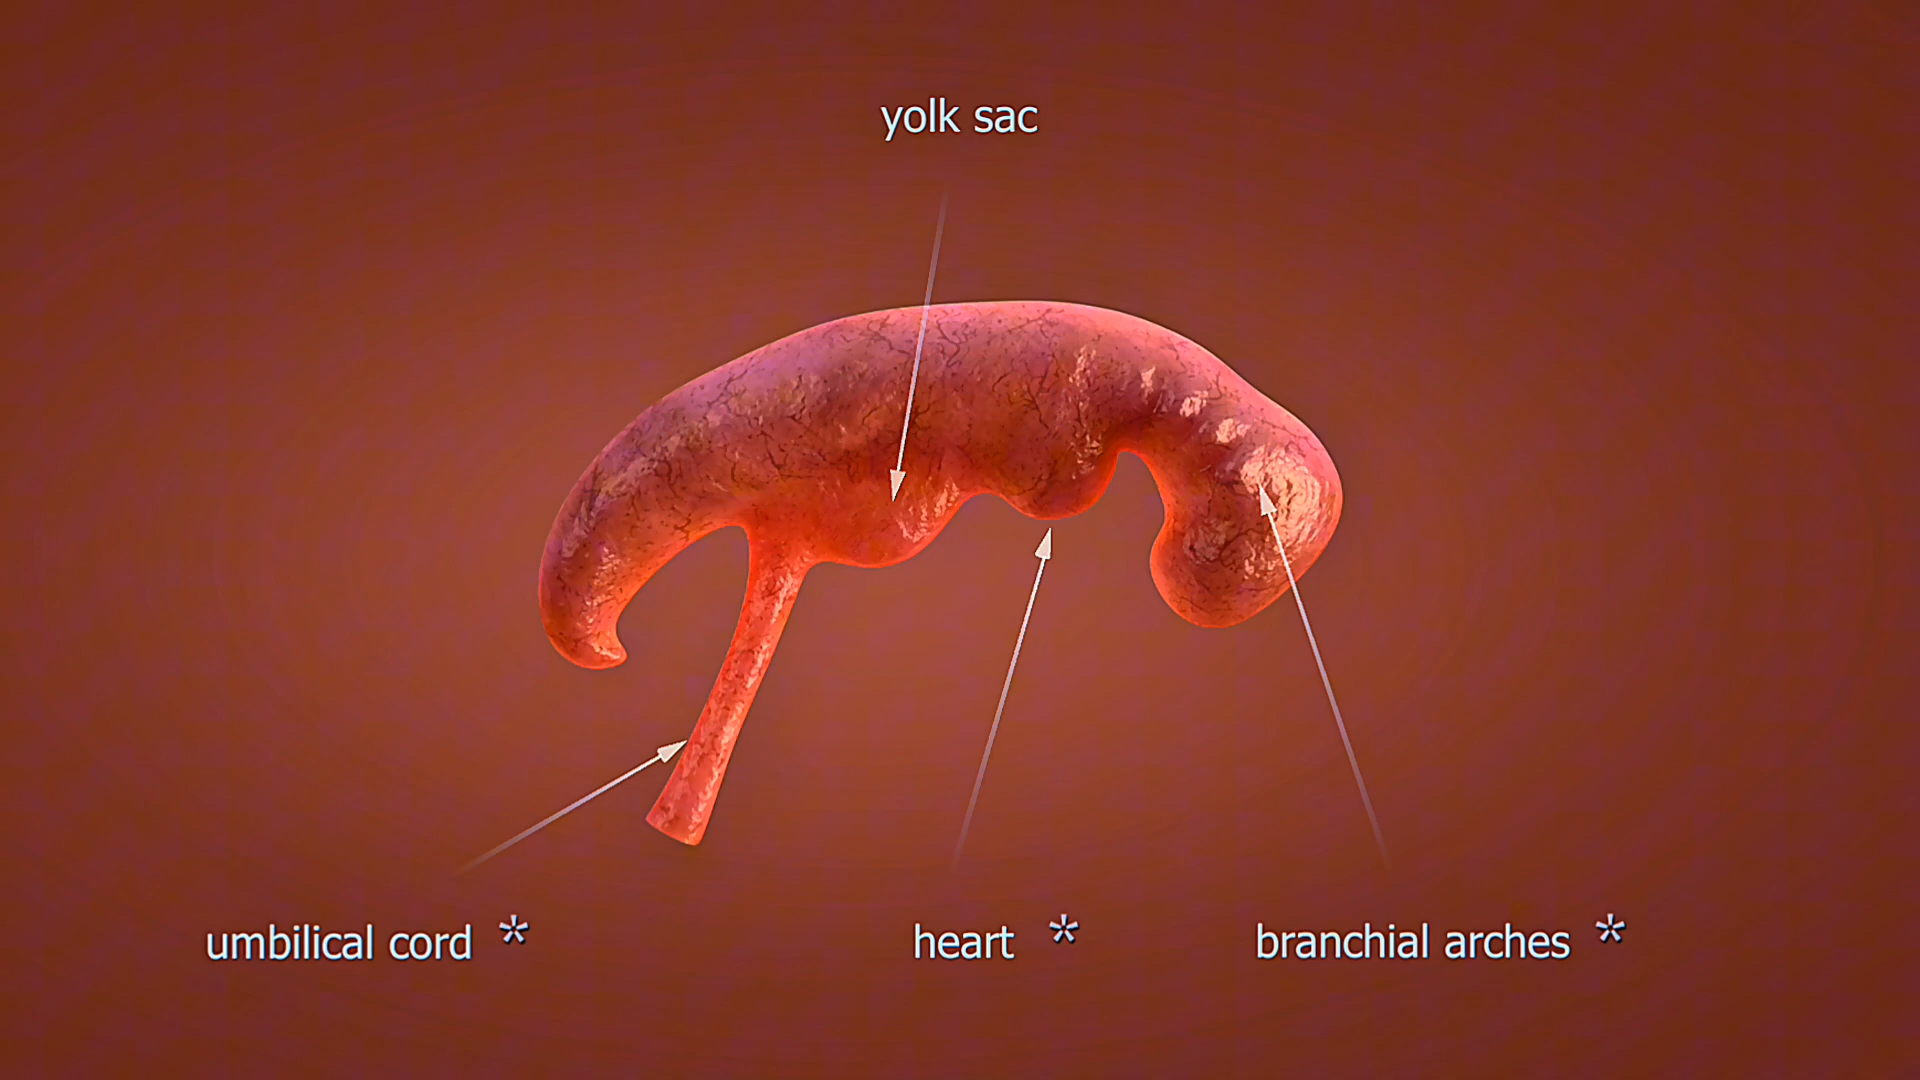 yolk sac
umbilical cord *
heart *
branchial arches *